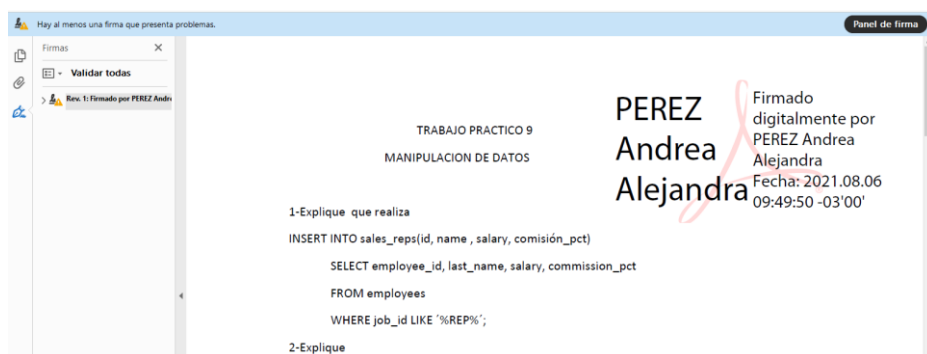 Hay al menos una firma que presenta problemas.
Panel de firma
Firmas
Validar todas
Rev. 1: Firmado por PEREZ Andre
PEREZ
Andrea
Alejandra
Firmado
digitalmente por
PEREZ Andrea
Alejandra
Fecha: 2021.08.06
09:49:50 -03'00'
TRABAJO PRACTICO 9
MANIPULACION DE DATOS
1-Explique que realiza
INSERT INTO sales_reps(id, name , salary, comisión_pct)
SELECT employee_id, last_name, salary, commission_pct
FROM employees
WHERE job_id LIKE ´%REP%´;
2-Explique